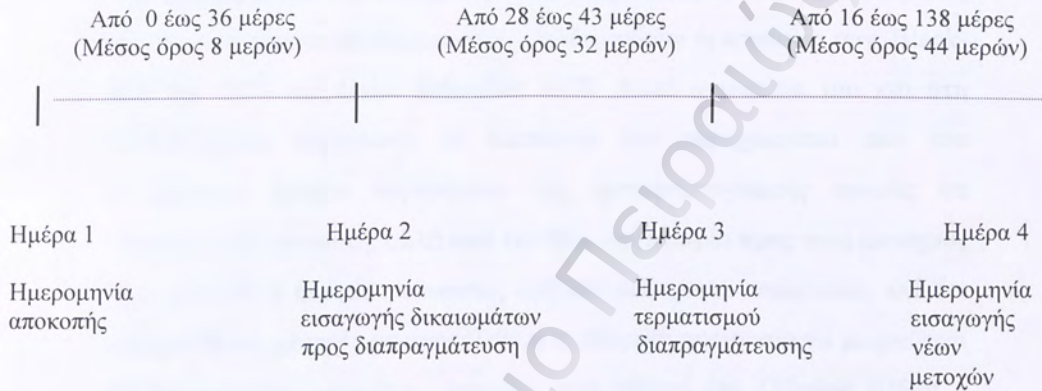 Από 0 έως 36 μέρες
(Μέσος όρος 8 μερών)
Από 28 έως 43 μέρες
(Μέσος όρος 32 μερών)
Από 16 έως 138 μέρες
(Μέσος όρος 44 μερών)
Ημέρα 1
Ημέρα 2
Ημέρα 3
Ημέρα 4
Ημερομηνία
αποκοπής
Ημερομηνία
εισαγωγής δικαιωμάτων
προς διαπραγμάτευση
Ημερομηνία
τερματισμού
διαπραγμάτευσης
Ημερομηνία
εισαγωγής
νέων
μετοχών